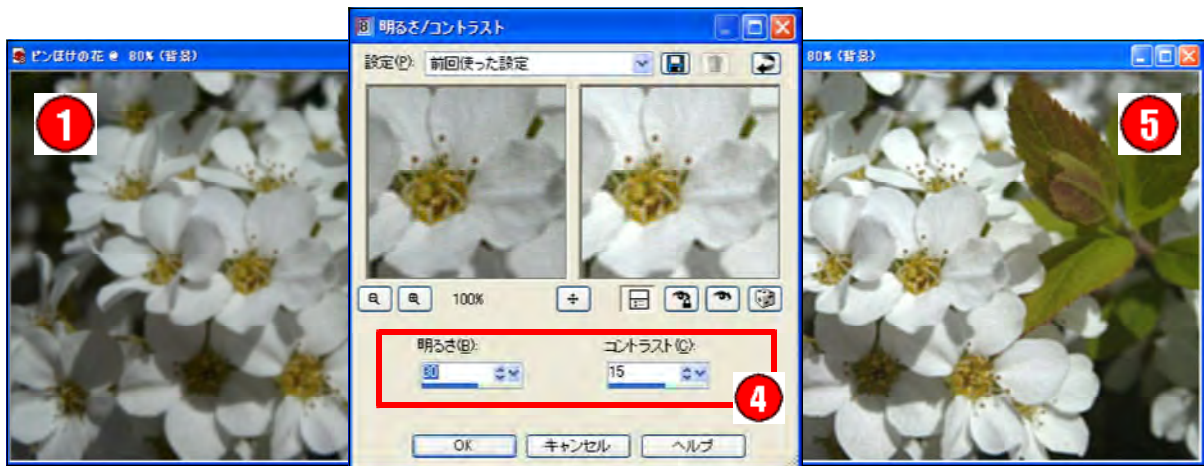 ピンぼけの花 @ 80% (背景)
1
明るさ/コントラスト
設定(P):
前回使った設定
100%
明るさ(B):
コントラスト(C):
80
15
4
OK
キャンセル
ヘルプ
80% (背景)
5